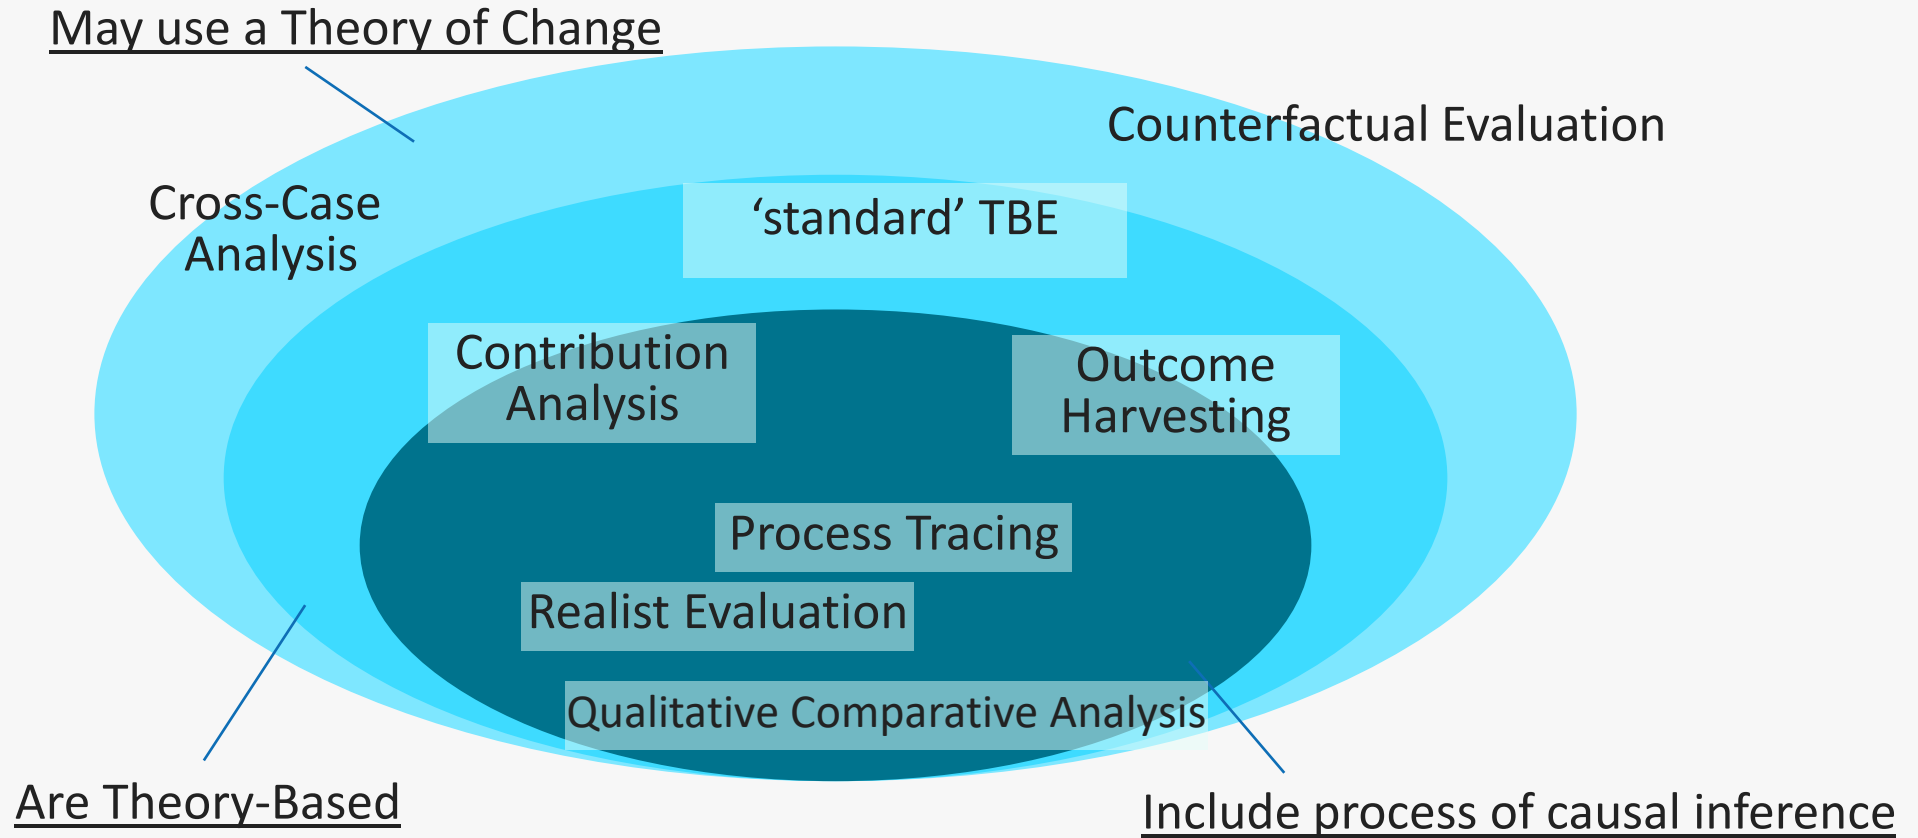 May use a Theory of Change
Counterfactual Evaluation
Cross-Case
Analysis
‘standard’ TBE
Contribution
Analysis
Outcome
Harvesting
Process Tracing
Realist Evaluation
Qualitative Comparative Analysis
Are Theory-Based
Include process of causal inference